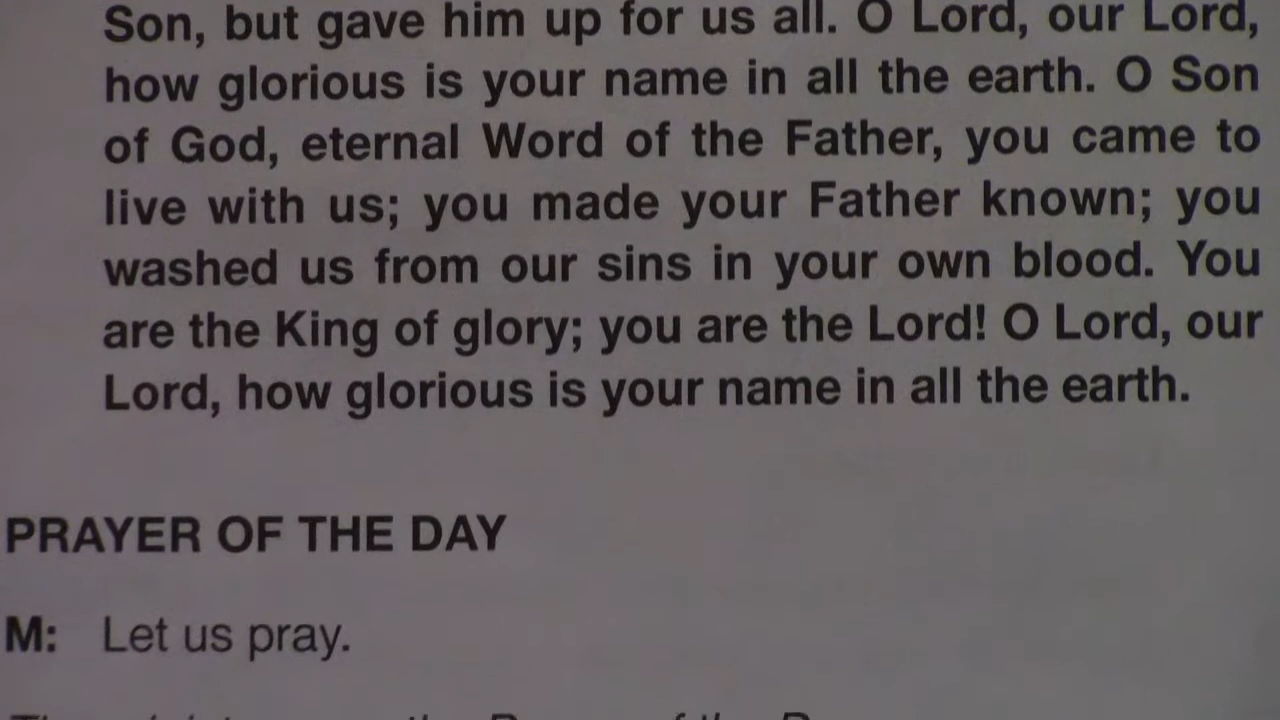 Son, but gave him up for us all. O Lord, our Lord,
how glorious is your name in all the earth. O Son
of God, eternal Word of the Father, you came to
live with us; you made your Father known; you
washed us from our sins in your own blood. You
are the King of glory; you are the Lord! O Lord, our
Lord, how glorious is your name in all the earth.
PRAYER OF THE DAY
M: Let us pray.